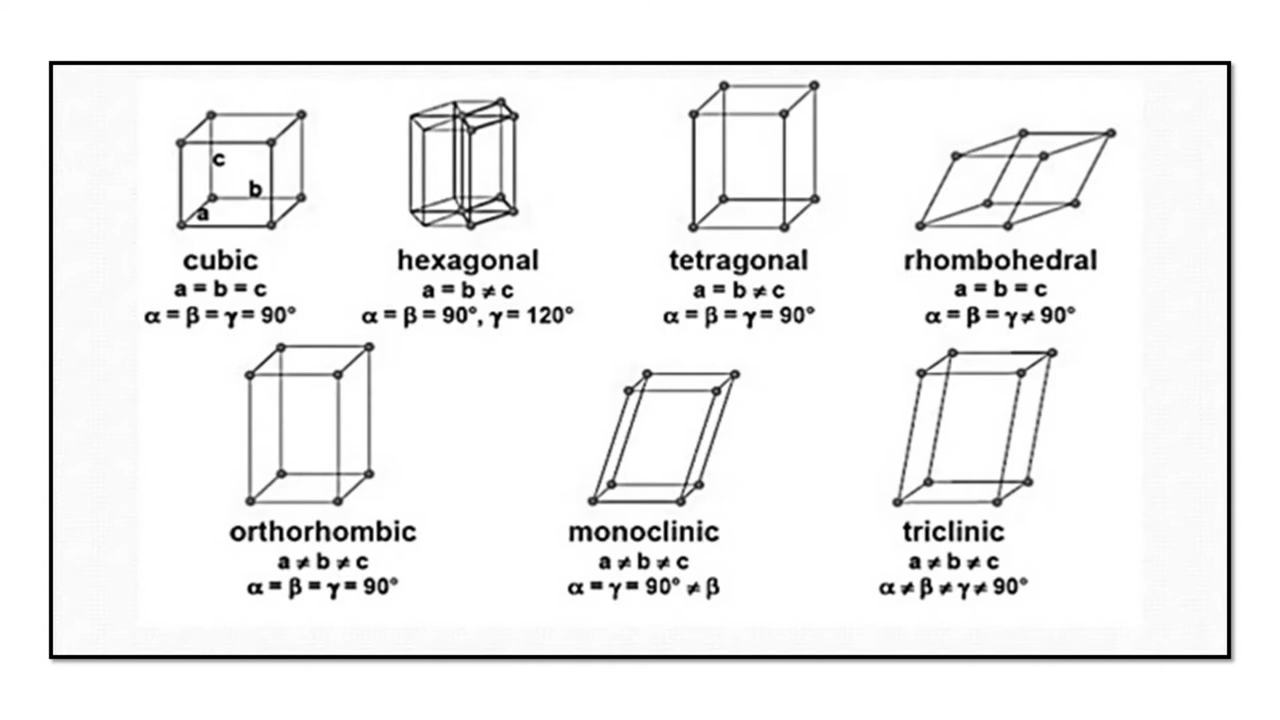 c
b
a
cubic
a = b = c
α = β = γ = 90°
hexagonal
a = b ≠ c
α = β = 90°, γ = 120°
tetragonal
a = b ≠ c
α = β = γ = 90°
rhombohedral
a = b = c
α = β = γ ≠ 90°
orthorhombic
a ≠ b ≠ c
α = β = γ = 90°
monoclinic
a ≠ b ≠ c
α = γ = 90° ≠ β
triclinic
a ≠ b ≠ c
α ≠ β ≠ γ ≠ 90°